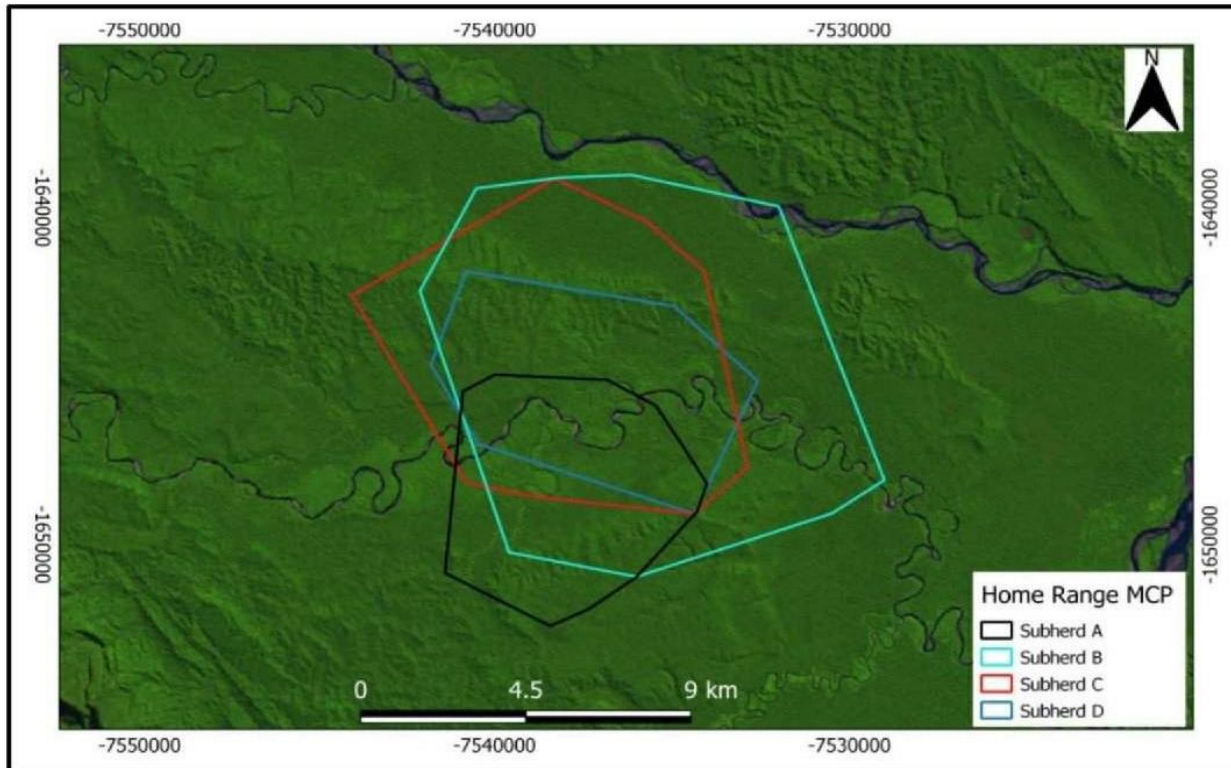 -7550000 -7540000 -7530000
N
-1640000 -1640000
-1650000 -1650000
Home Range MCP
Subherd A
Subherd B
Subherd C
Subherd D
0 4.5 9 km
-7550000 -7540000 -7530000